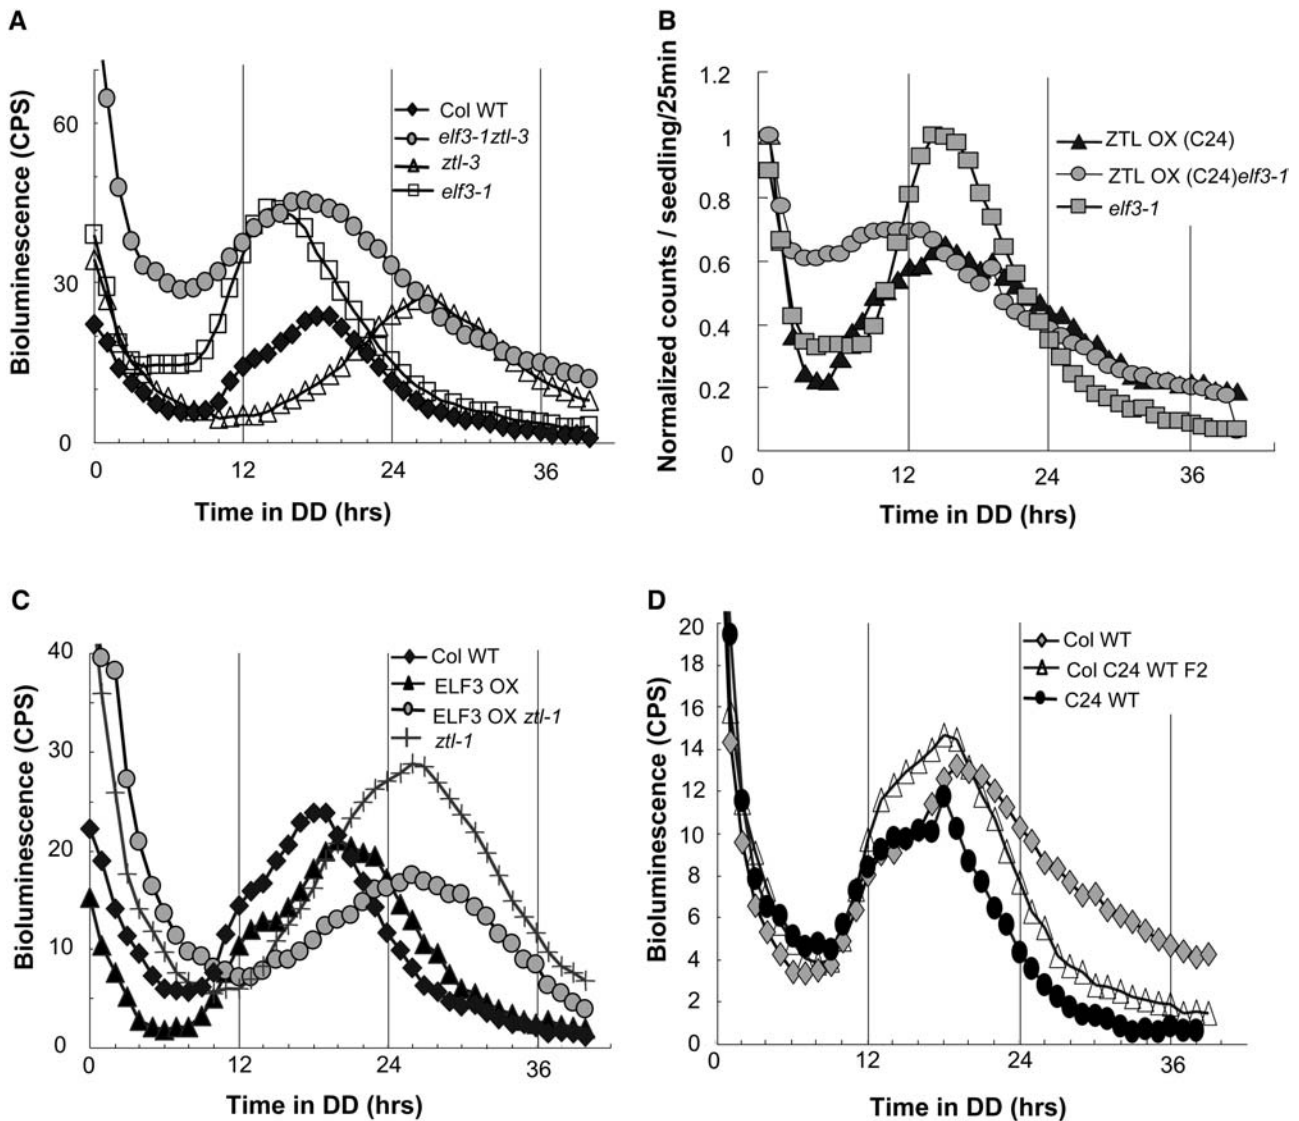 A
Bioluminescence (CPS)
60
30
0
Col WT
elf3-1ztl-3
ztl-3
elf3-1
0
12
24
36
Time in DD (hrs)
B
Normalized counts / seedling/25min
1.2
1
0.8
0.6
0.4
0.2
0
ZTL OX (C24)
ZTL OX (C24)elf3-1
elf3-1
0
12
24
36
Time in DD (hrs)
C
Bioluminescence (CPS)
40
30
20
10
0
Col WT
ELF3 OX
ELF3 OX ztl-1
ztl-1
0
12
24
36
Time in DD (hrs)
D
Bioluminescence (CPS)
20
18
16
14
12
10
8
6
4
2
0
Col WT
Col C24 WT F2
C24 WT
0
12
24
36
Time in DD (hrs)